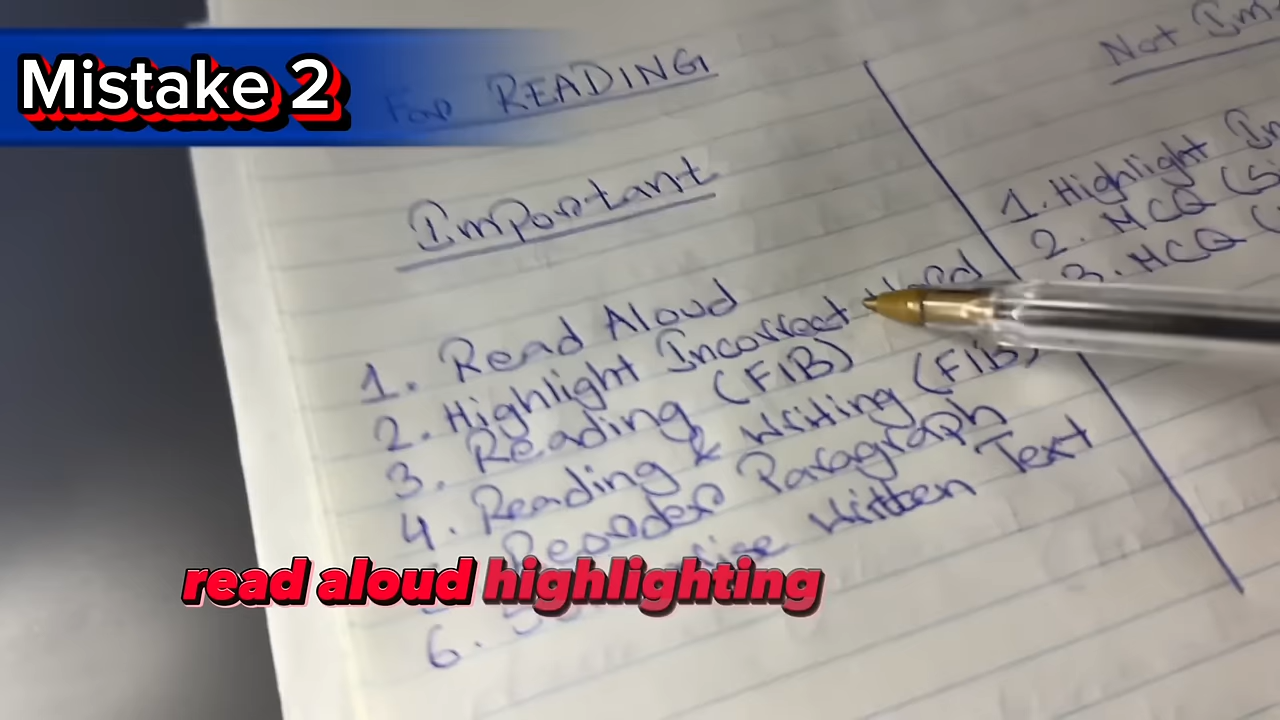 Mistake 2
For READING
Important
1. Read Aloud
2. Highlight Incorrect Word
3. Reading (FIB)
4. Reading & Writing (FIB)
Reorder Paragraph
6. Written Text
Not
1. Highlight
2. MCQ
3. MCQ
read aloud highlighting